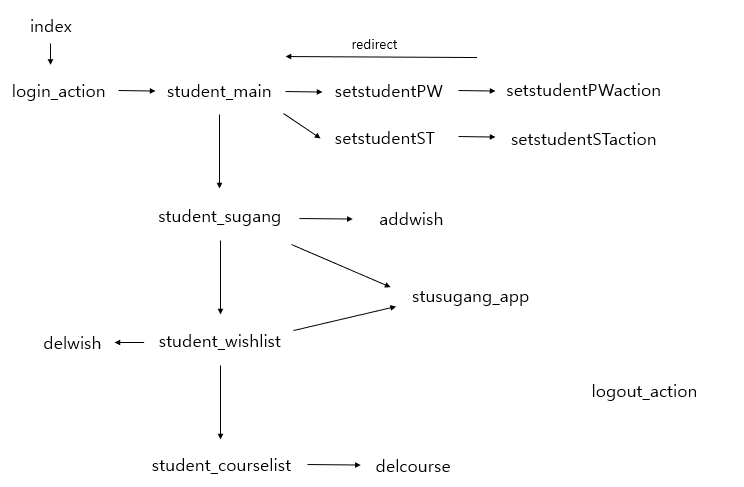 index
redirect
login_action
student_main
setstudentPW
setstudentPWaction
setstudentST
setstudentSTaction
student_sugang
addwish
stusugang_app
delwish
student_wishlist
logout_action
student_courselist
delcourse